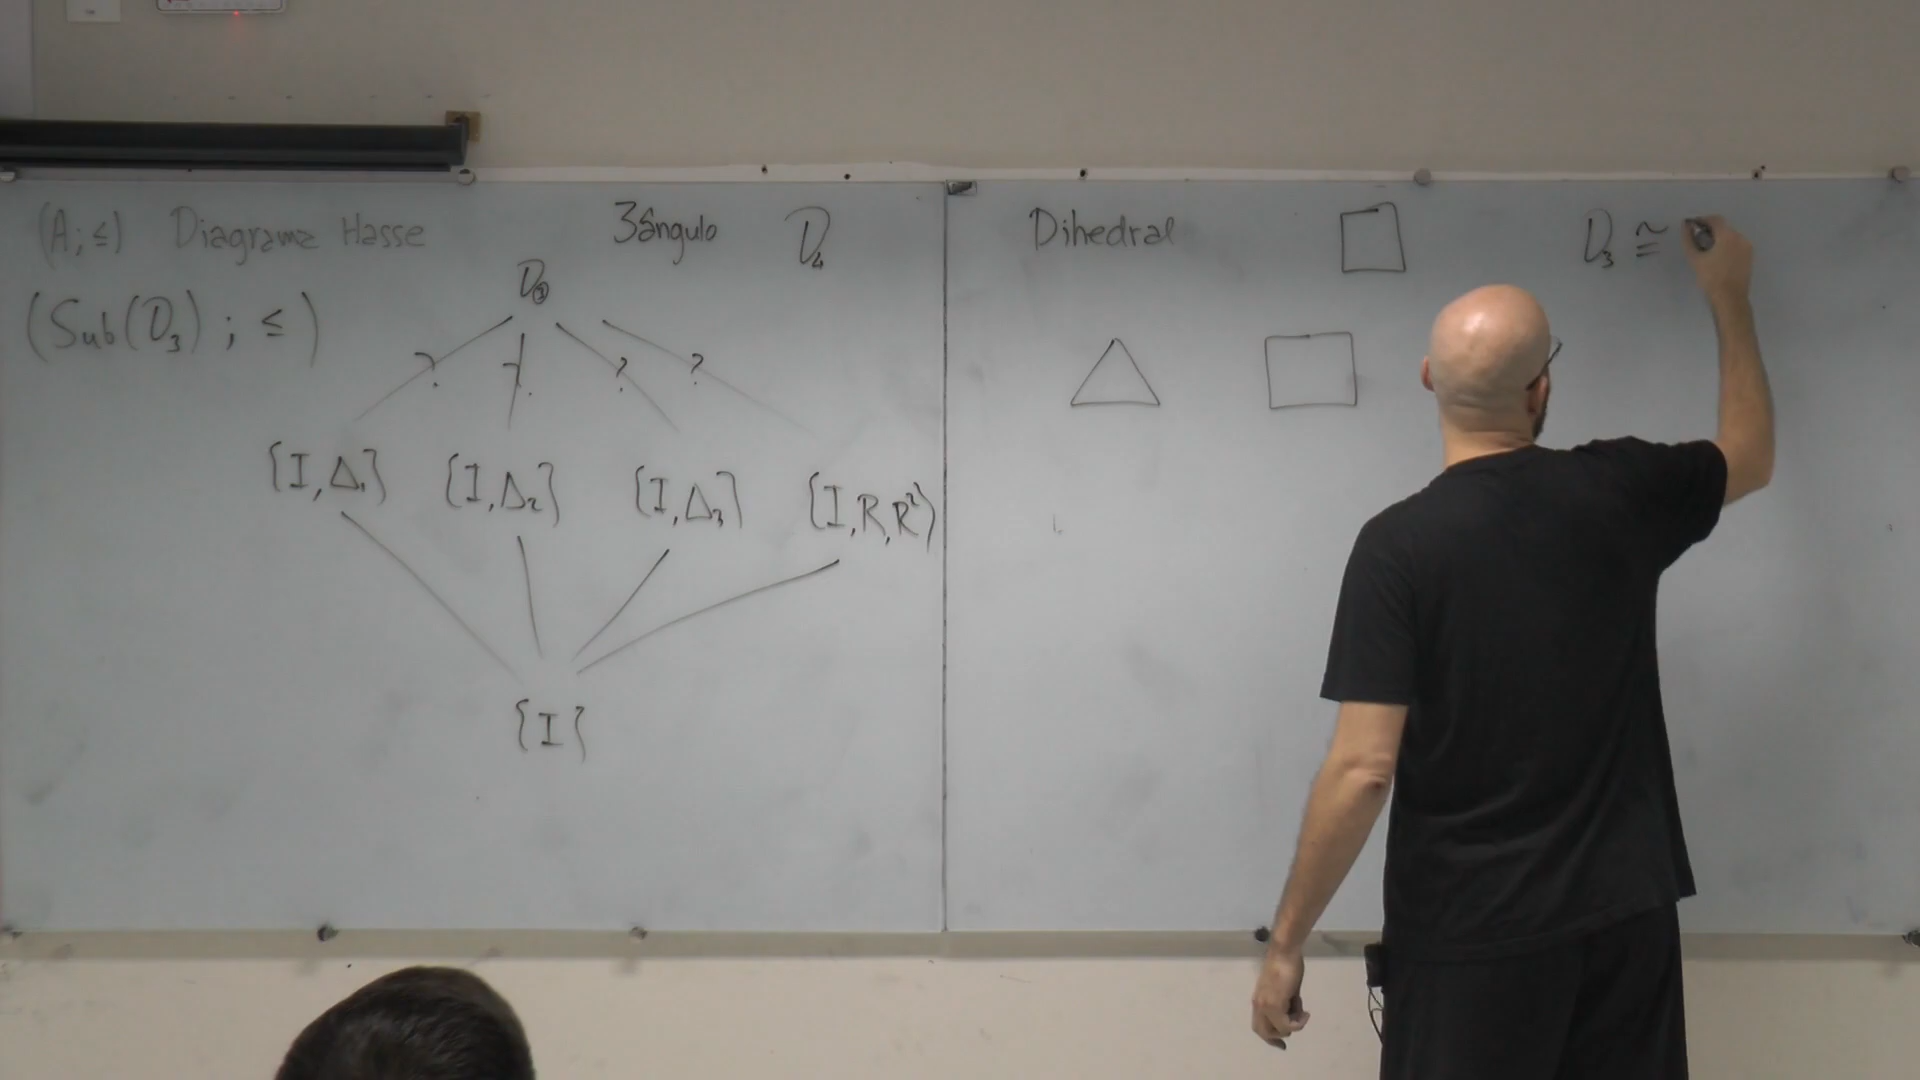 (A; ≤) Diagrama Hasse
3ângulo
D₄
(Sub(D₃) ; ≤)
D₃
? ? ? ?
{I, Δ₁} {I, Δ₂} {I, Δ₃} {I, R, R²}
{I}
Dihedral
D₃ ≅